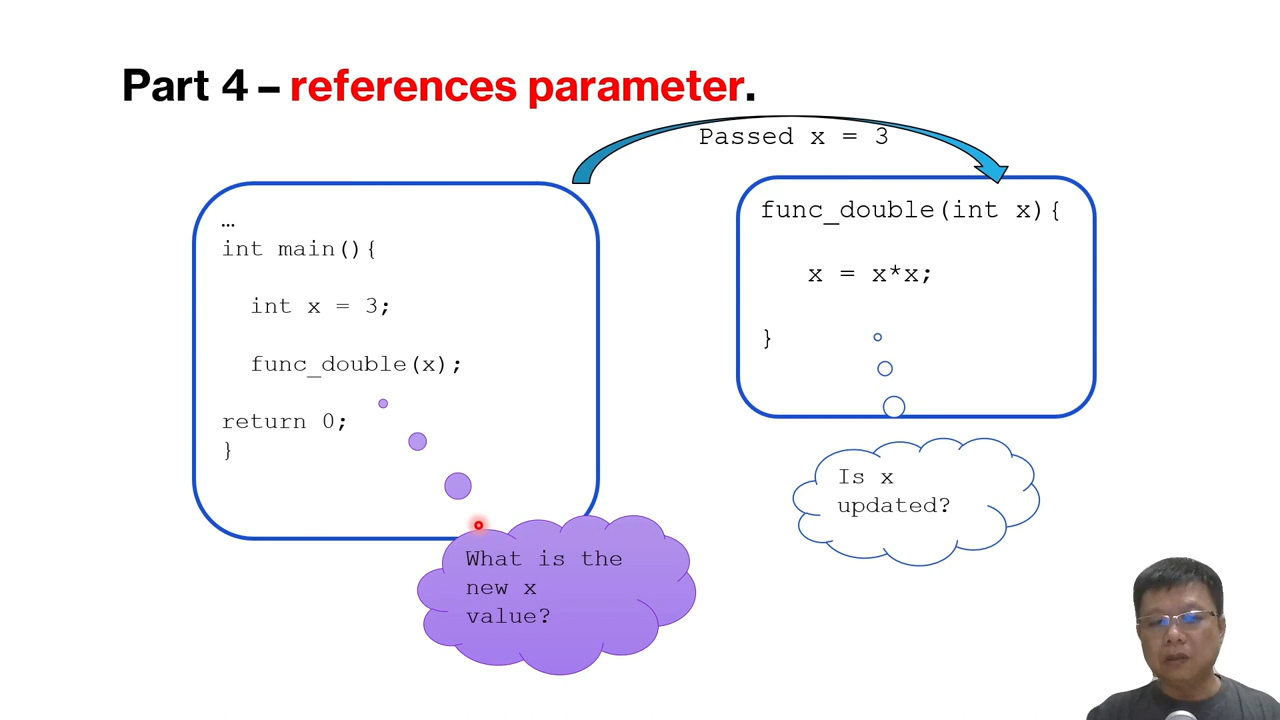 Part 4 – references parameter.
Passed x = 3
…
int main(){
int x = 3;
func_double(x);
return 0;
}
func_double(int x){
x = x*x;
}
Is x
updated?
What is the
new x
value?